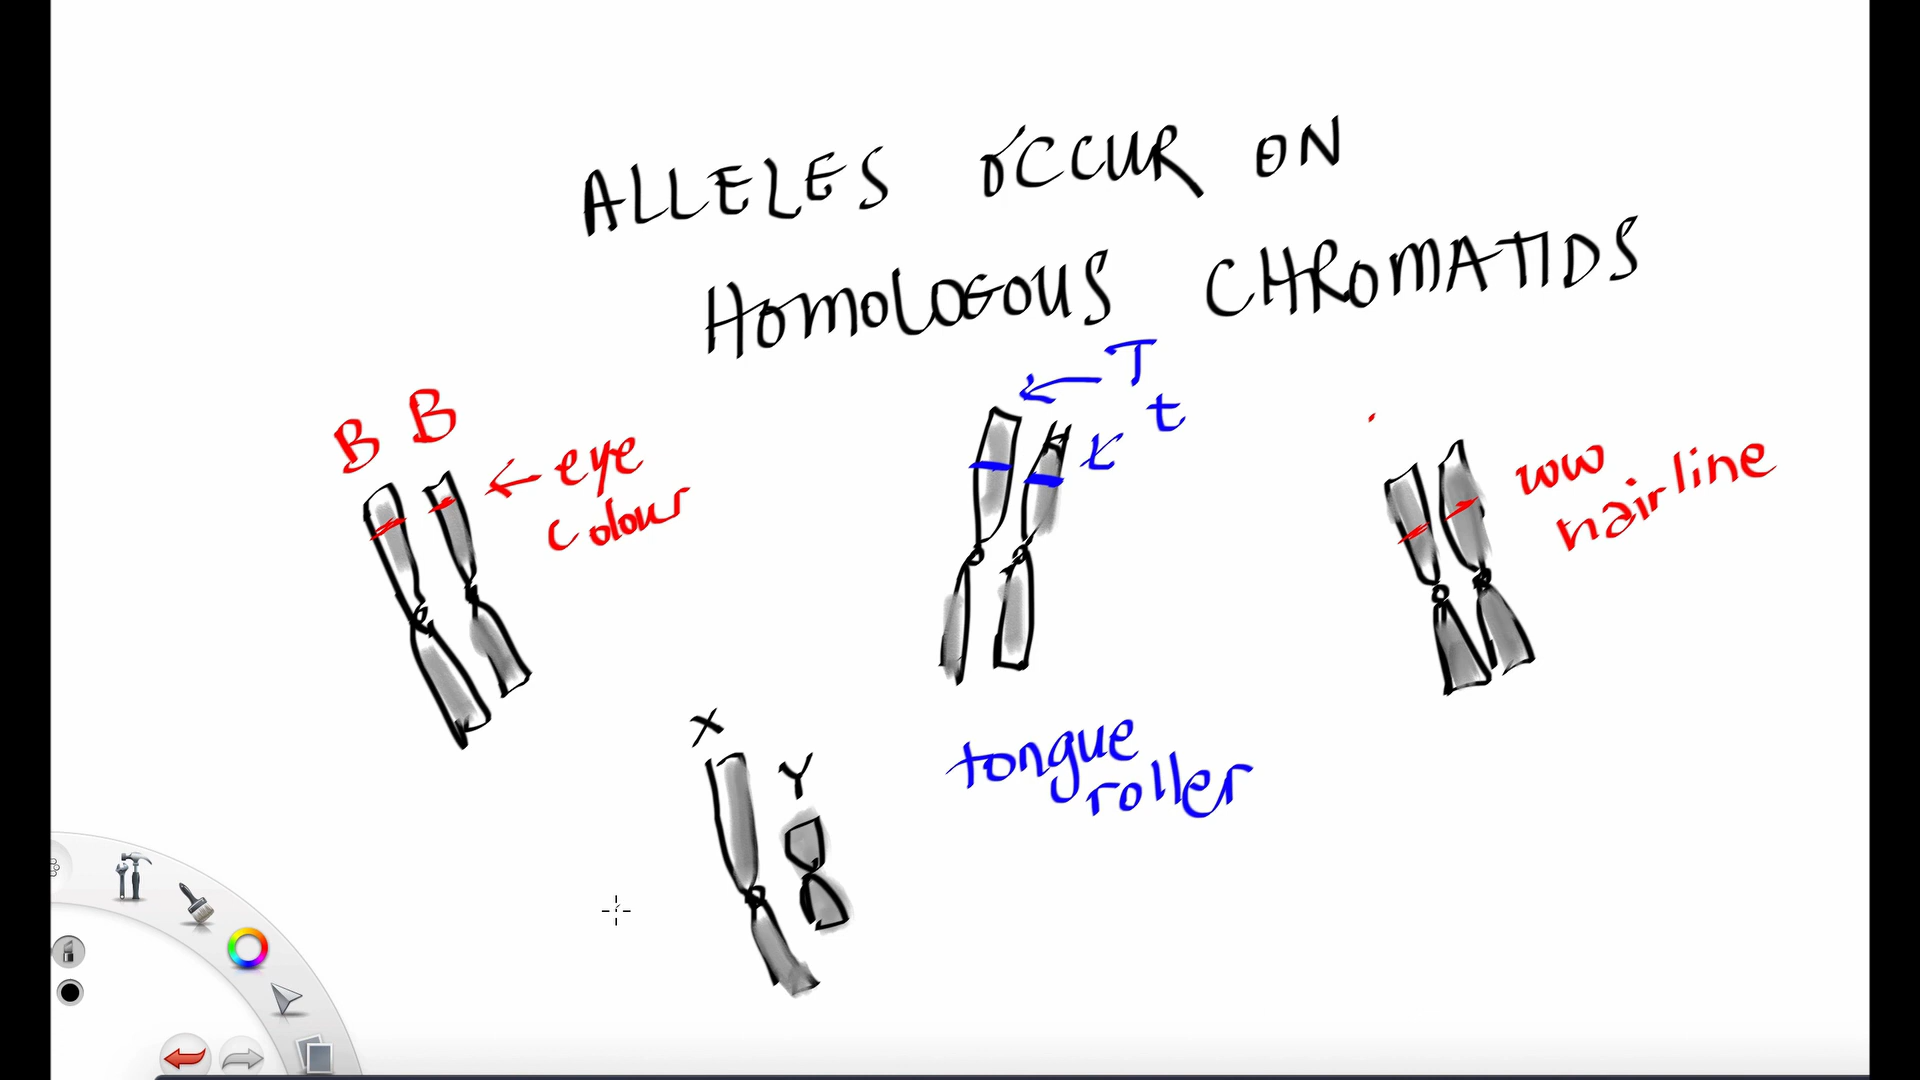 ALLELES OCCUR ON
HOMOLOGOUS CHROMATIDS
B B
← eye
colour
← T
t
t
ww
hairline
tongue
roller
X
Y